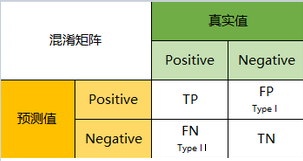 混淆矩阵
真实值
Positive
Negative
预测值
Positive
TP
FP
Type I
Negative
FN
Type II
TN